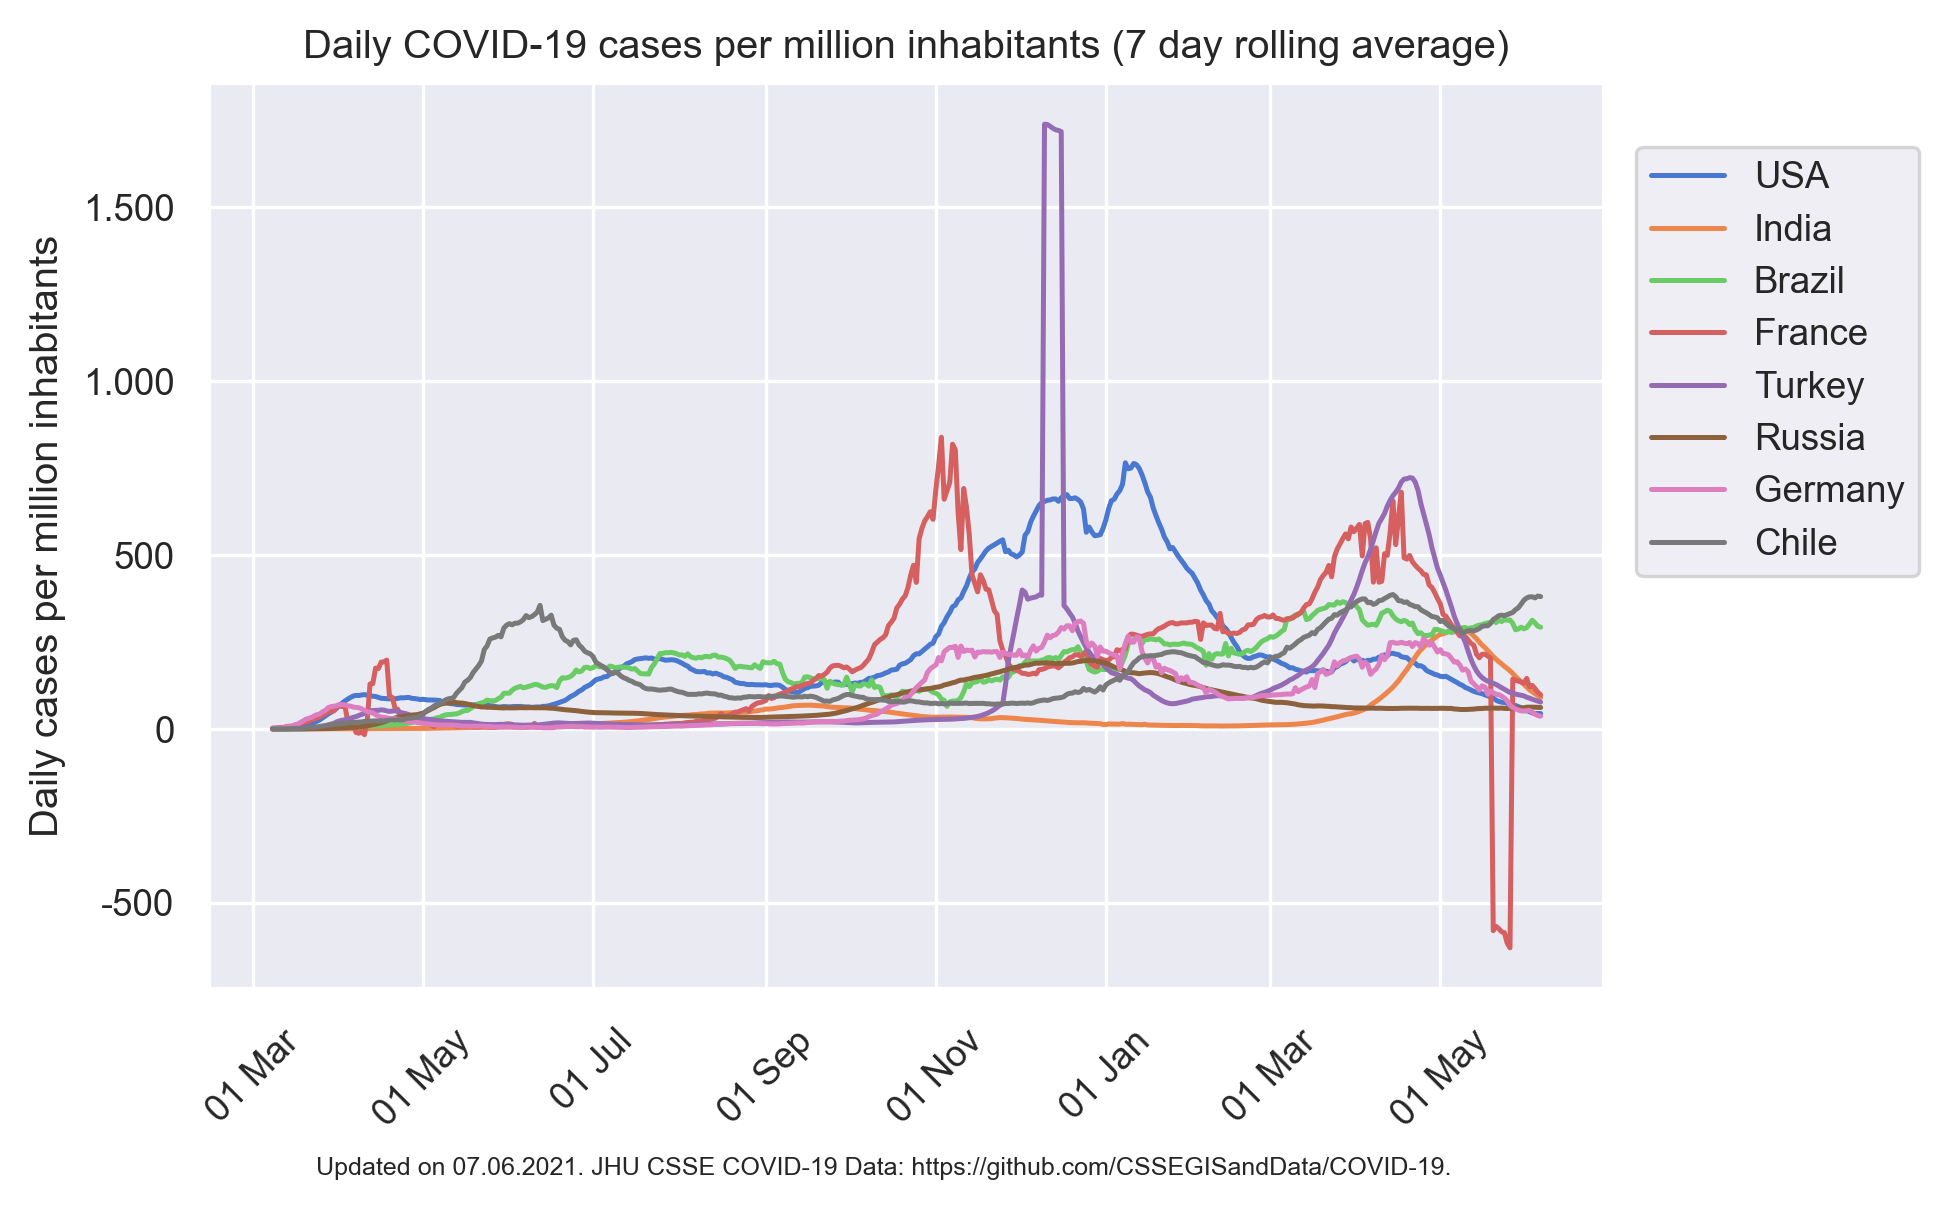 Daily COVID-19 cases per million inhabitants (7 day rolling average)
Daily cases per million inhabitants
1.500
1.000
500
0
-500
01 Mar
01 May
01 Jul
01 Sep
01 Nov
01 Jan
01 Mar
01 May
USA
India
Brazil
France
Turkey
Russia
Germany
Chile
Updated on 07.06.2021. JHU CSSE COVID-19 Data: https://github.com/CSSEGISandData/COVID-19.